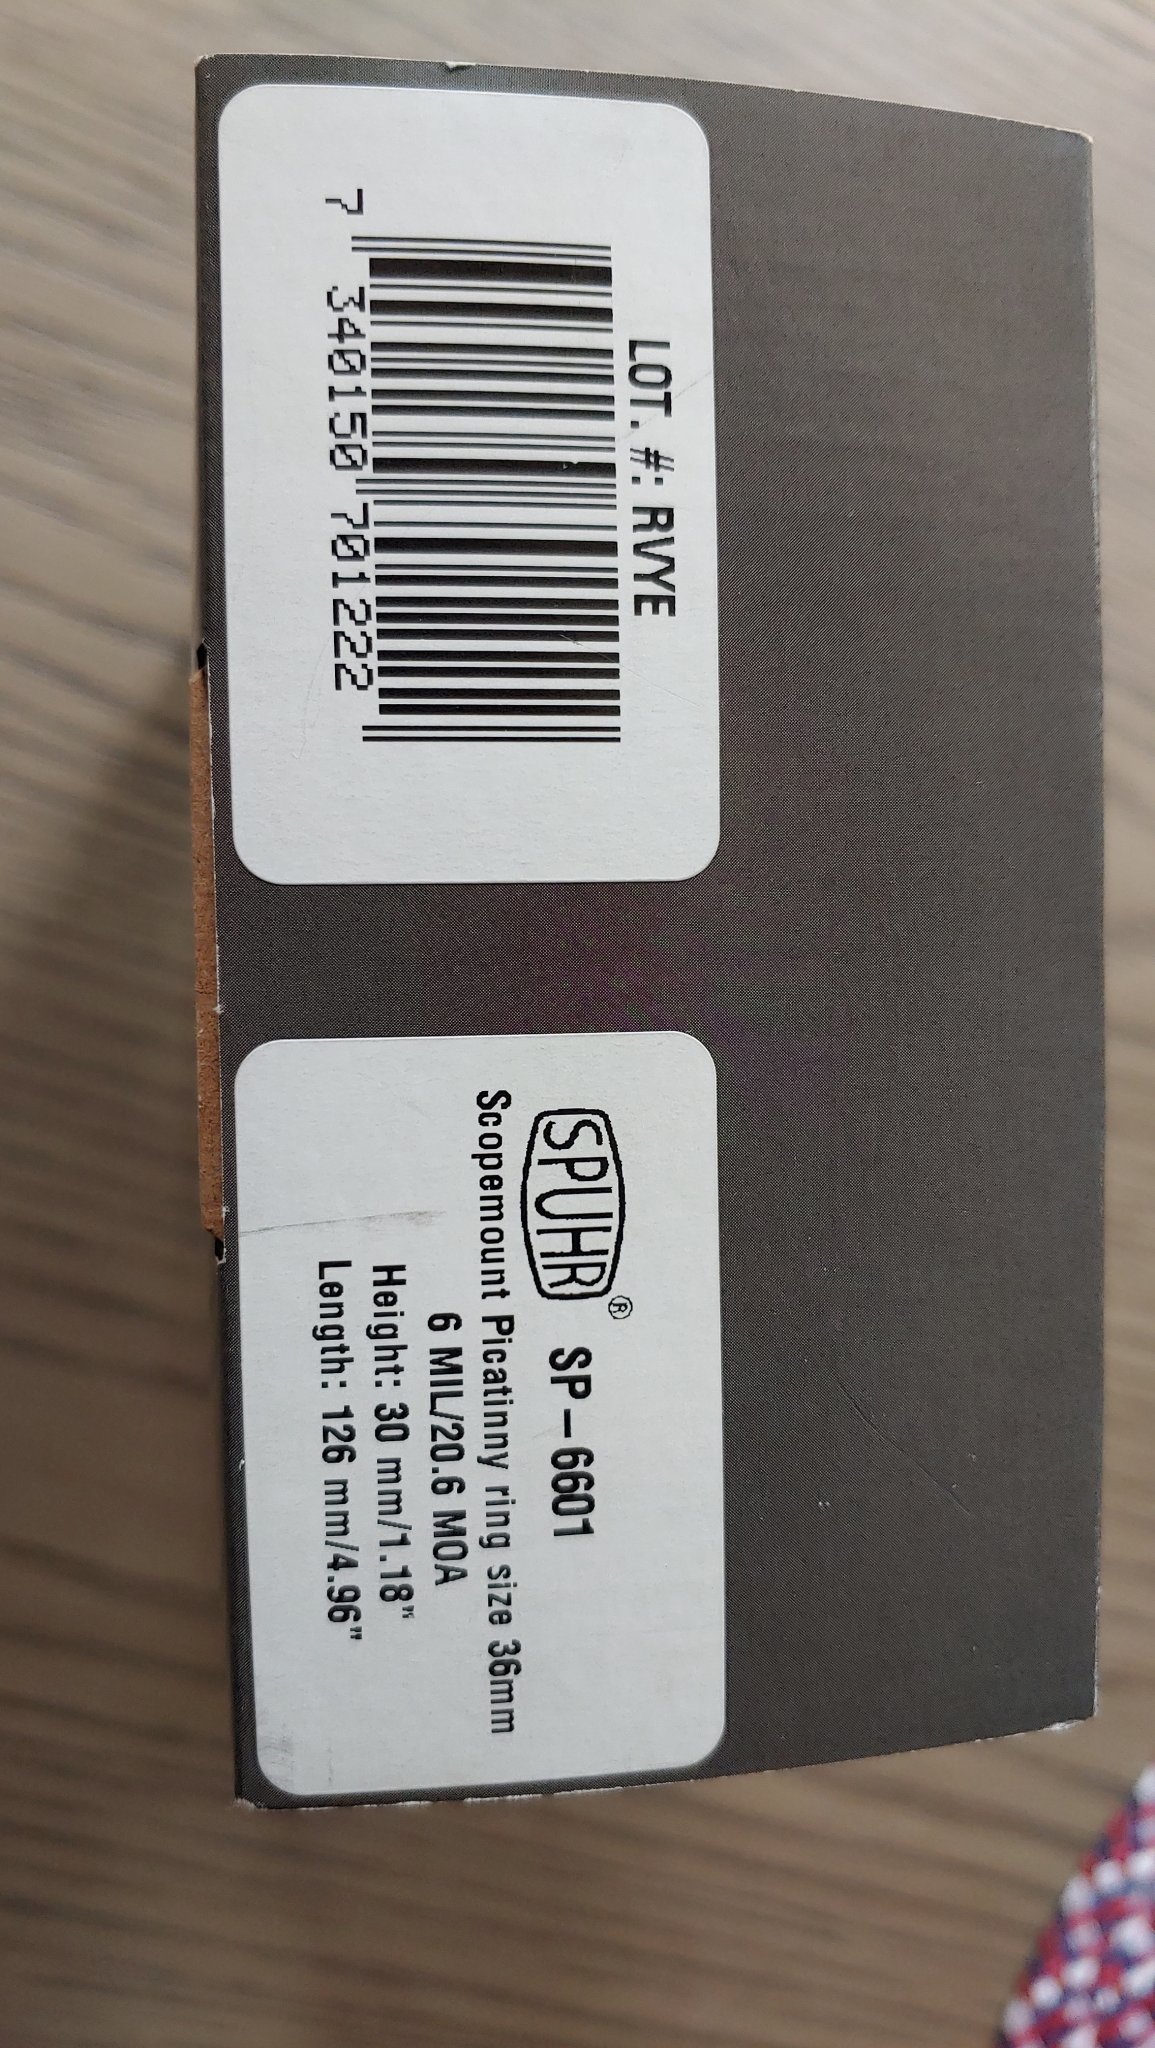 LOT. #: RVYE
7 340150 701222
SPUHR® SP-6601
Scopemount Picatinny ring size 36mm
6 MIL/20.6 MOA
Height: 30 mm/1.18"
Length: 126 mm/4.96"